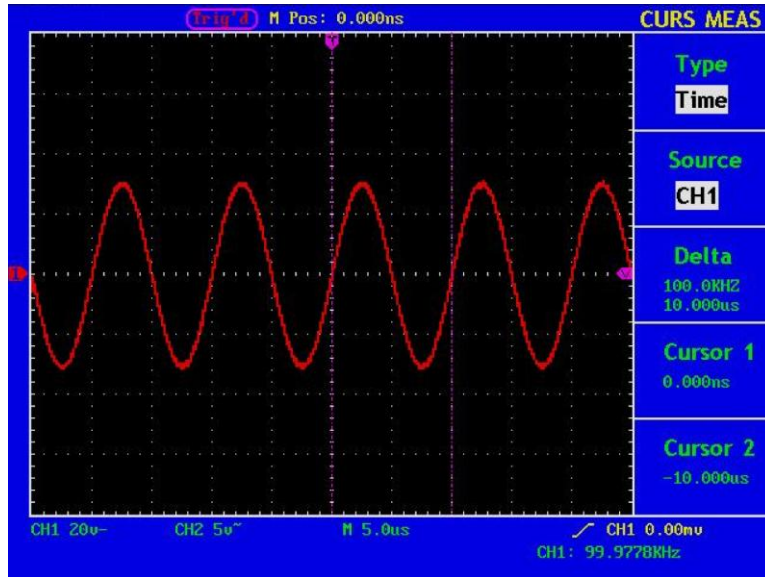 Trig'd M Pos: 0.000ns
CURS MEAS
Type
Time
Source
CH1
Delta
100.0KHZ
10.000us
Cursor 1
0.000ns
Cursor 2
-10.000us
T
1
V
CH1 20v- CH2 5v~ M 5.0us CH1 0.00mv
CH1: 99.9778KHz